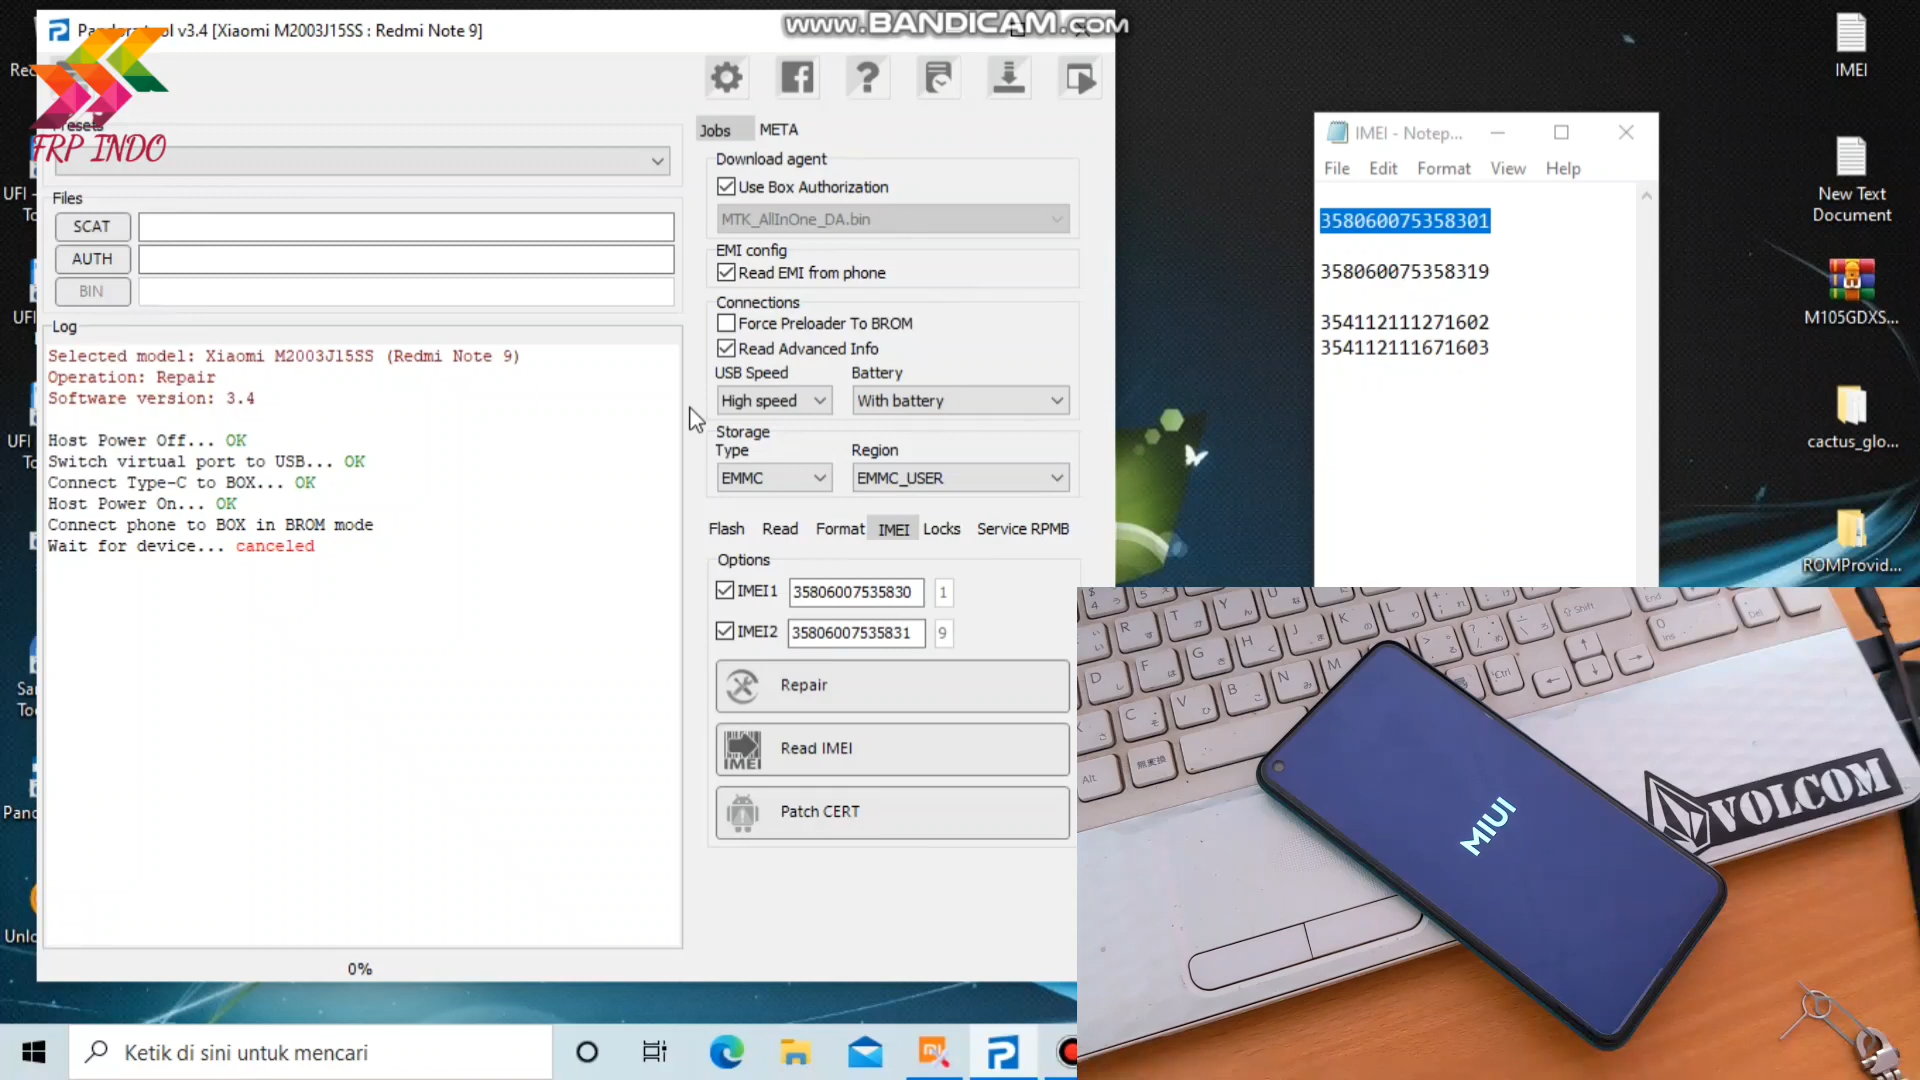 www.BANDICAM.com
tool v3.4 [Xiaomi M2003J15SS : Redmi Note 9]
FRP INDO
Presets
Files
SCAT
AUTH
BIN
Log
Selected model: Xiaomi M2003J15SS (Redmi Note 9)
Operation: Repair
Software version: 3.4
Host Power Off... OK
Switch virtual port to USB... OK
Connect Type-C to BOX... OK
Host Power On... OK
Connect phone to BOX in BROM mode
Wait for device... canceled
0%
Jobs META
Download agent
Use Box Authorization
MTK_AllInOne_DA.bin
EMI config
Read EMI from phone
Connections
Force Preloader To BROM
Read Advanced Info
USB Speed Battery
High speed With battery
Storage
Type Region
EMMC EMMC_USER
Flash Read Format IMEI Locks Service RPMB
Options
IMEI1 35806007535830 1
IMEI2 35806007535831 9
Repair
IMEI
Read IMEI
Patch CERT
IMEI - Notep...
File Edit Format View Help
358060075358301
358060075358319
354112111271602
354112111671603
IMEI
New Text
Document
M105GDXS...
cactus_glo...
ROMProvid...
UFI
UFI
UFI
MIUI
VOLCOM
Ketik di sini untuk mencari